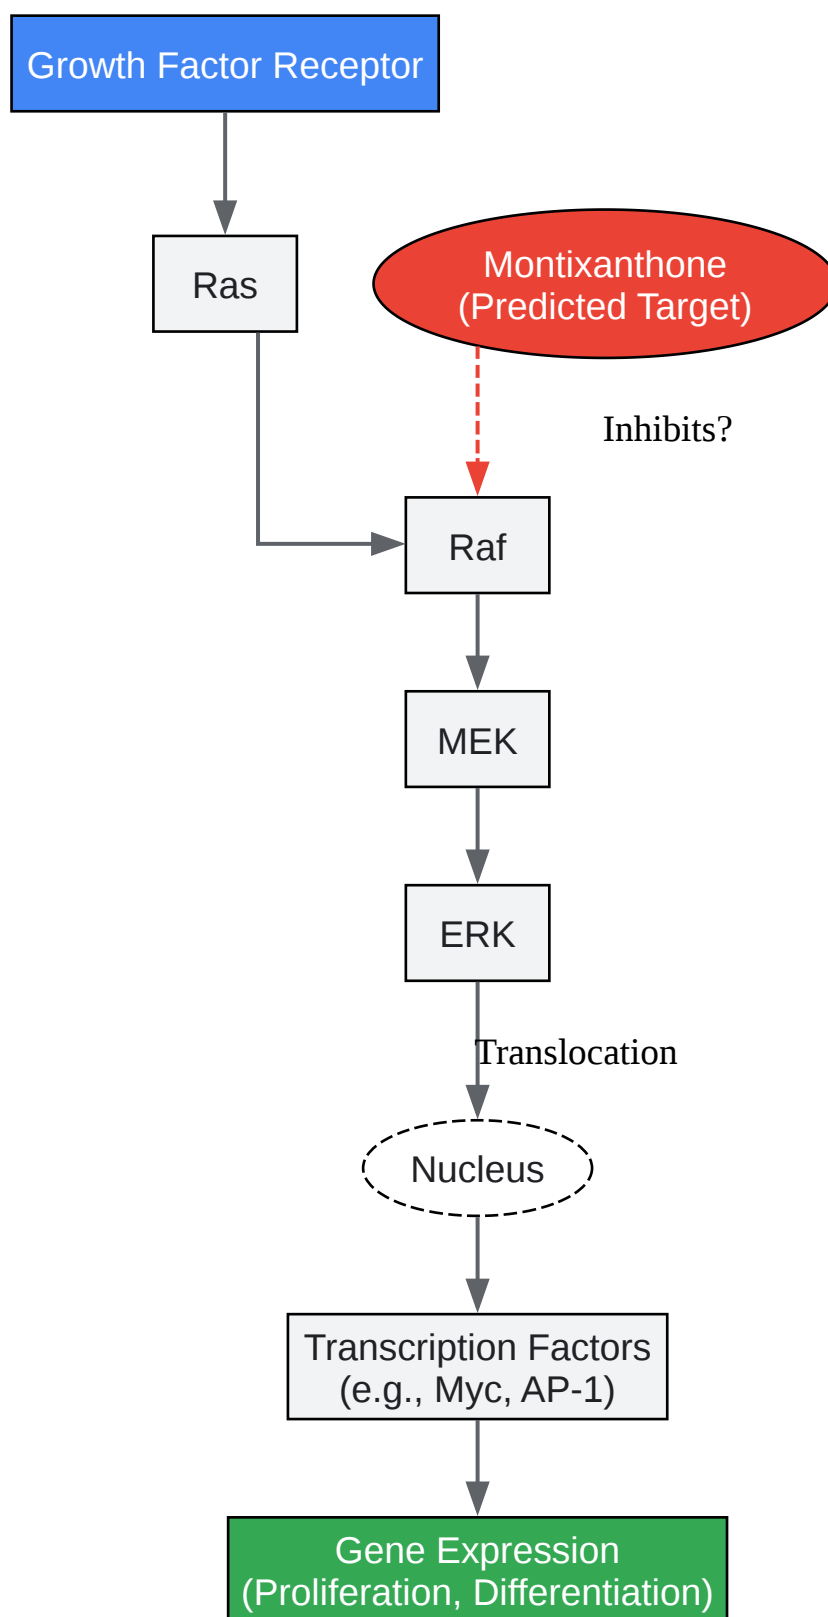 Growth Factor Receptor
Ras
Montixanthone
(Predicted Target)
Inhibits?
Raf
MEK
ERK
Translocation
Nucleus
Transcription Factors
(e.g., Myc, AP-1)
Gene Expression
(Proliferation, Differentiation)